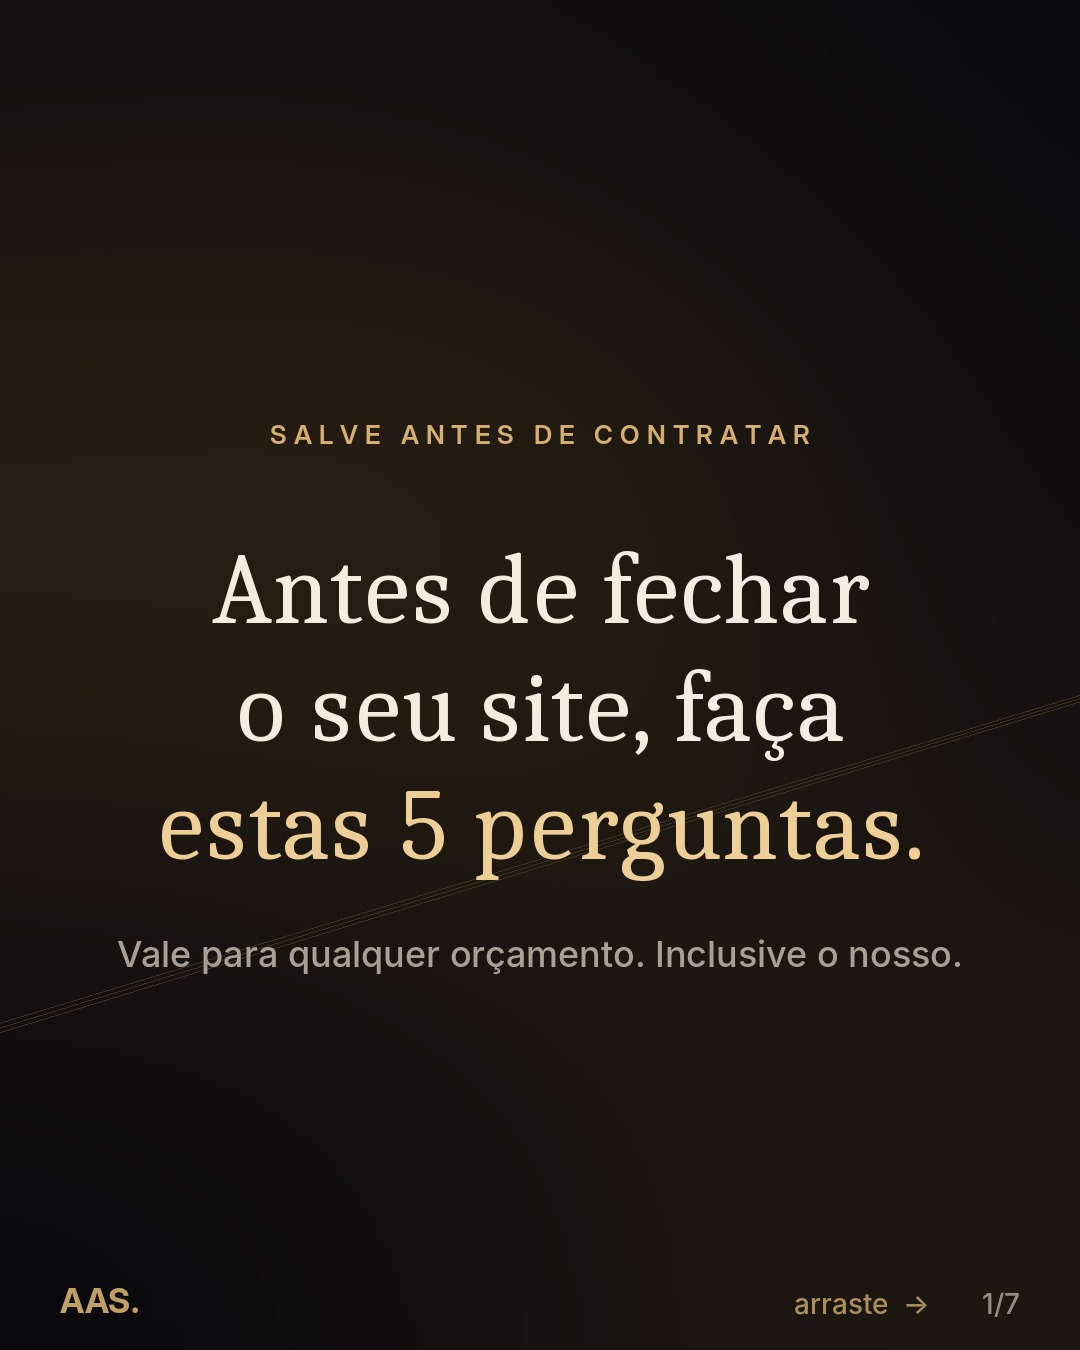 SALVE ANTES DE CONTRATAR
Antes de fechar
o seu site, faça
estas 5 perguntas.
Vale para qualquer orçamento. Inclusive o nosso.
AAS.
arraste → 1/7